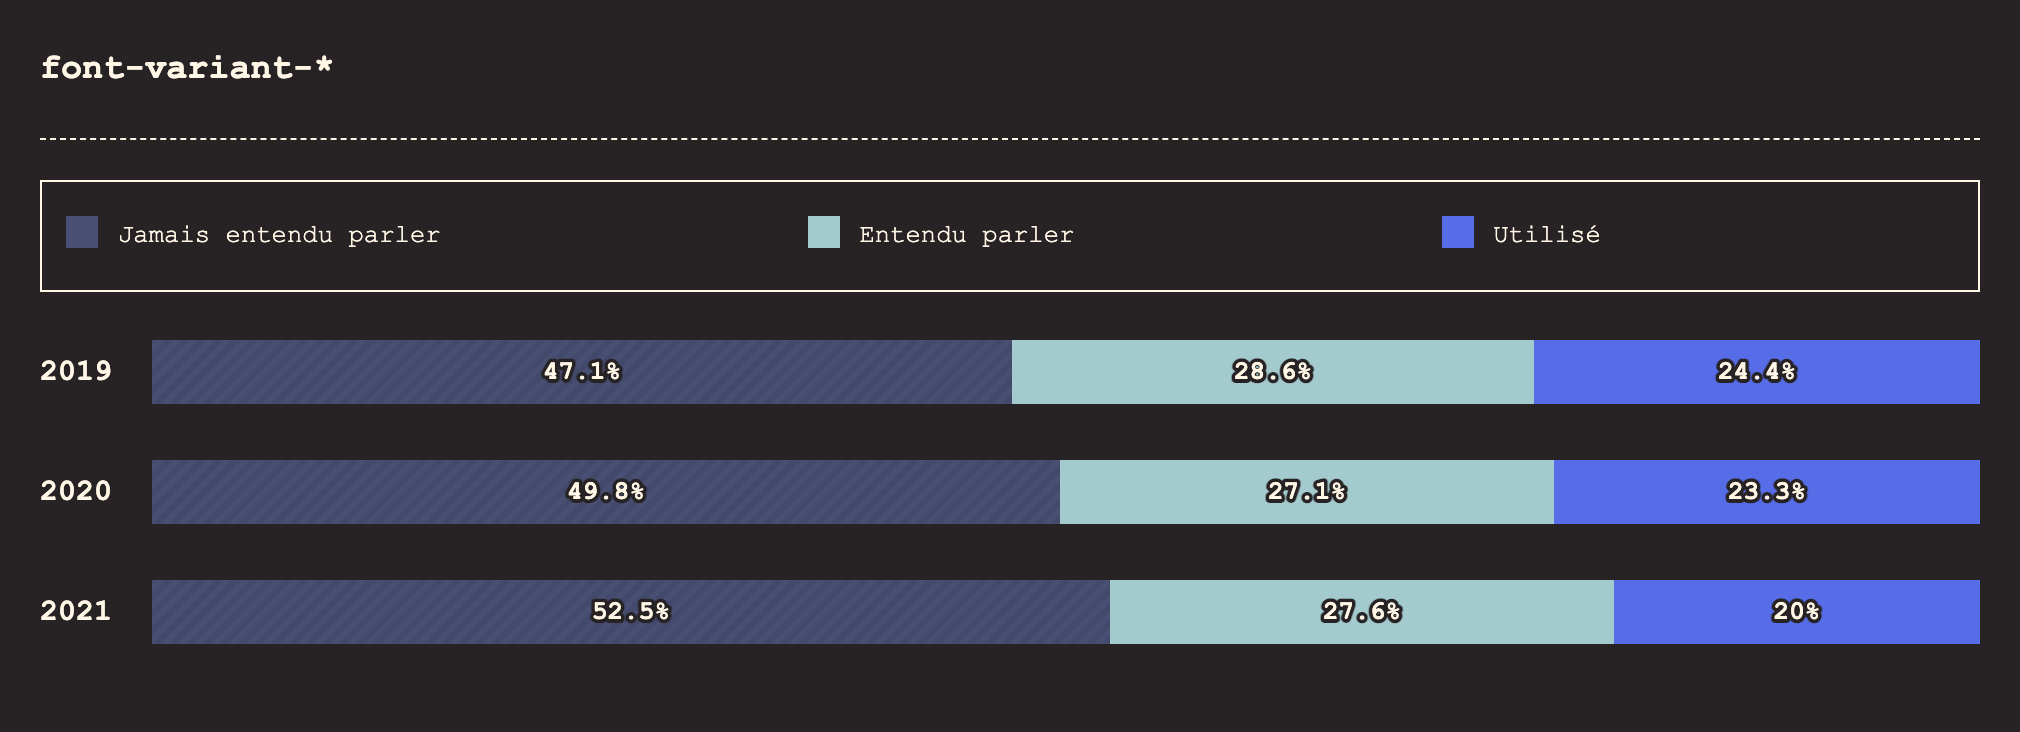 font-variant-*
Jamais entendu parler
Entendu parler
Utilisé
2019 47.1% 28.6% 24.4%
2020 49.8% 27.1% 23.3%
2021 52.5% 27.6% 20%